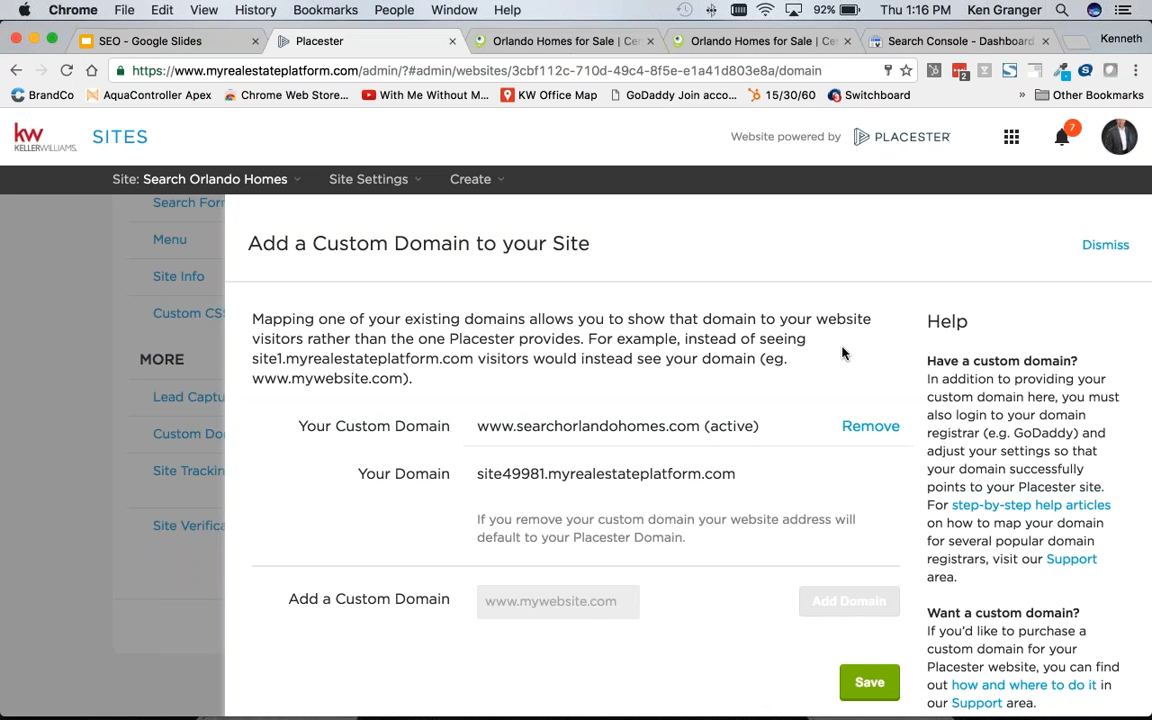 Chrome File Edit View History Bookmarks People Window Help 92% Thu 1:16 PM Ken Granger
SEO - Google Slides Placester Orlando Homes for Sale | Cer Orlando Homes for Sale | Ce Search Console - Dashboard Kenneth
https://www.myrealestateplatform.com/admin/?#admin/websites/3cbf112c-710d-49c4-8f5e-e1a41d803e8a/domain 2
BrandCo AquaController Apex Chrome Web Store... With Me Without M... KW Office Map GoDaddy Join acco... 15/30/60 Switchboard » Other Bookmarks
kw SITES Website powered by PLACESTER 7
KELLERWILLIAMS.
Site: Search Orlando Homes Site Settings Create
Search For
Menu
Site Info
Custom CS
MORE
Lead Captu
Custom Do
Site Trackin
Site Verifica
Add a Custom Domain to your Site Dismiss
Mapping one of your existing domains allows you to show that domain to your website
visitors rather than the one Placester provides. For example, instead of seeing
site1.myrealestateplatform.com visitors would instead see your domain (eg.
www.mywebsite.com).
Your Custom Domain www.searchorlandohomes.com (active) Remove
Your Domain site49981.myrealestateplatform.com
If you remove your custom domain your website address will
default to your Placester Domain.
Add a Custom Domain www.mywebsite.com Add Domain
Save
Help
Have a custom domain?
In addition to providing your
custom domain here, you must
also login to your domain
registrar (e.g. GoDaddy) and
adjust your settings so that
your domain successfully
points to your Placester site.
For step-by-step help articles
on how to map your domain
for several popular domain
registrars, visit our Support
area.
Want a custom domain?
If you'd like to purchase a
custom domain for your
Placester website, you can find
out how and where to do it in
our Support area.